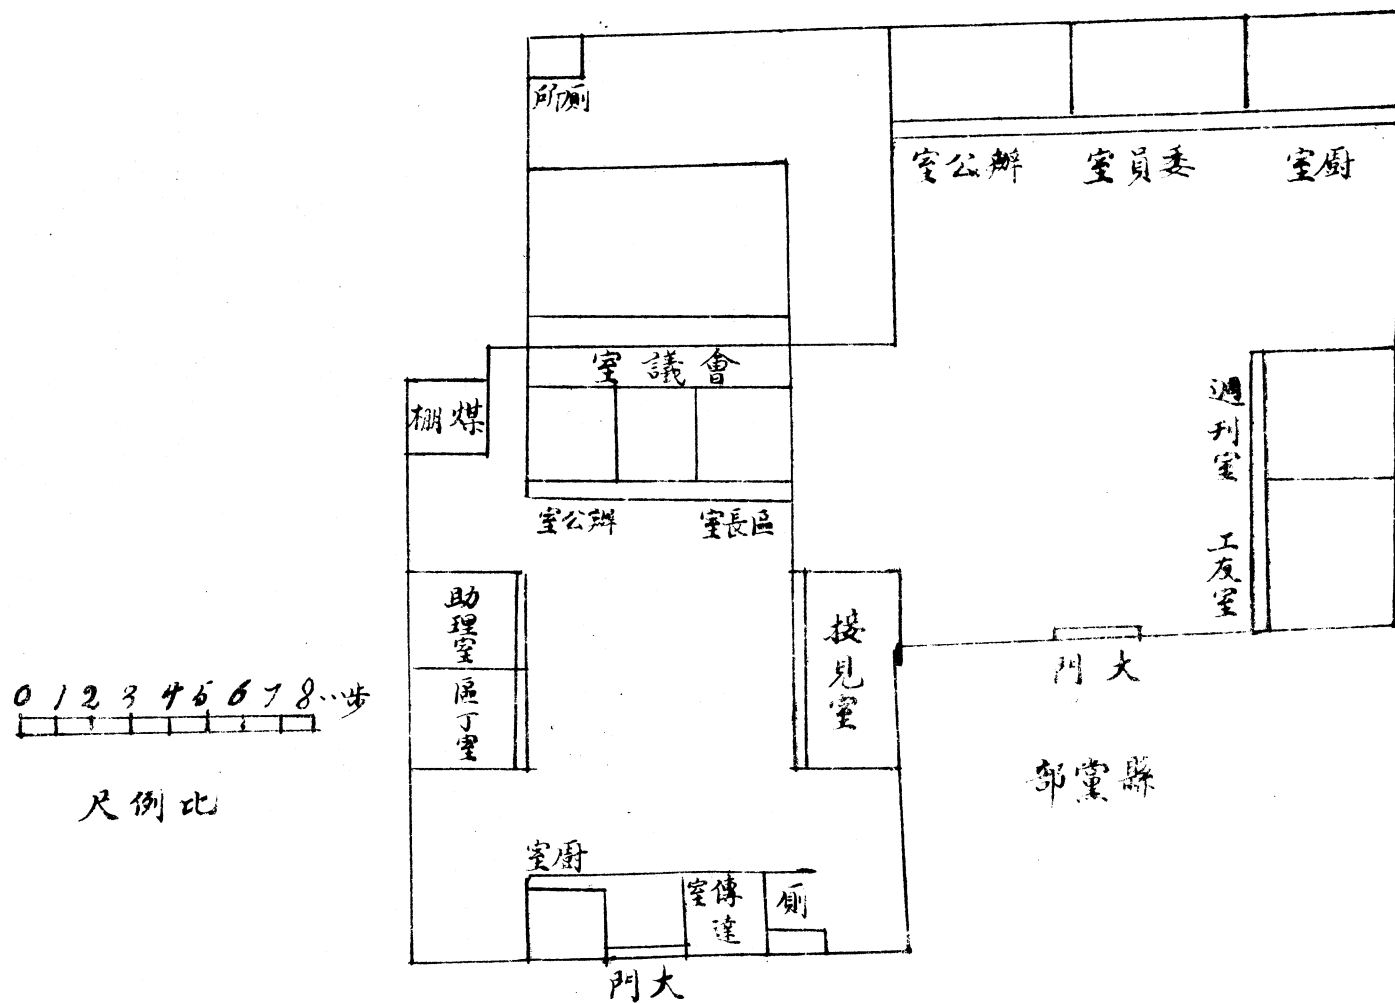 廁所
辦公室
委員室
廚室
會議室
煤棚
週刊室
辦公室
區長室
工友室
助理室
接見室
大門
區丁室
0 1 2 3 4 5 6 7 8 步
縣黨部
比例尺
廚室
傳達室
廁
大門